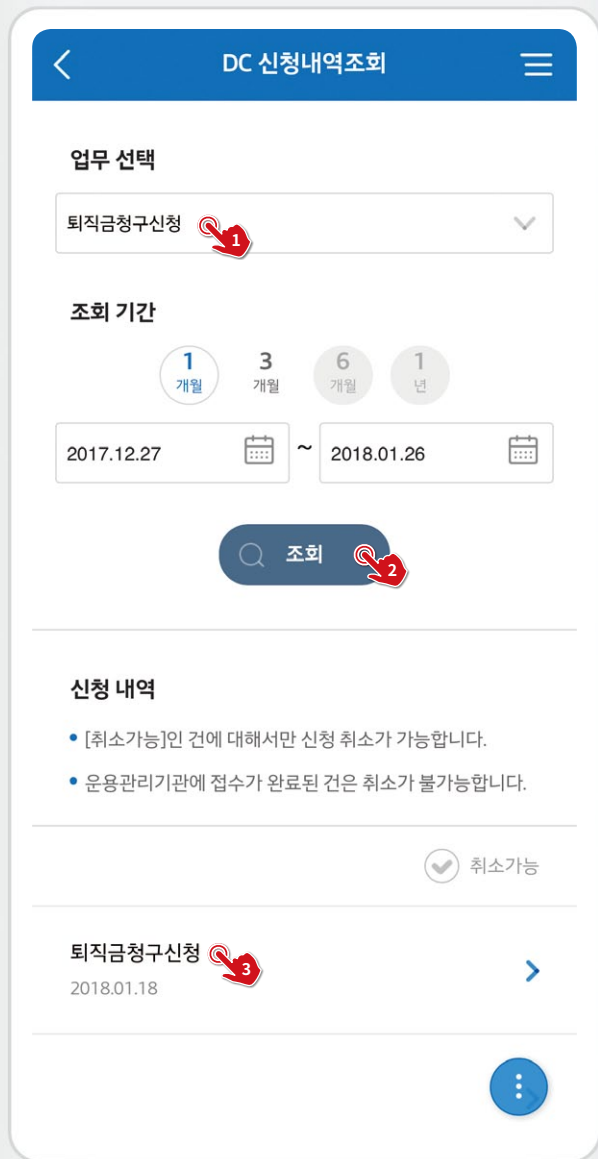 DC 신청내역조회
업무 선택
퇴직금청구신청 1
조회 기간
1 3 6 1
개월 개월 개월 년
2017.12.27 ~ 2018.01.26
조회 2
신청 내역
• [취소가능]인 건에 대해서만 신청 취소가 가능합니다.
• 운용관리기관에 접수가 완료된 건은 취소가 불가능합니다.
취소가능
퇴직금청구신청 3
2018.01.18